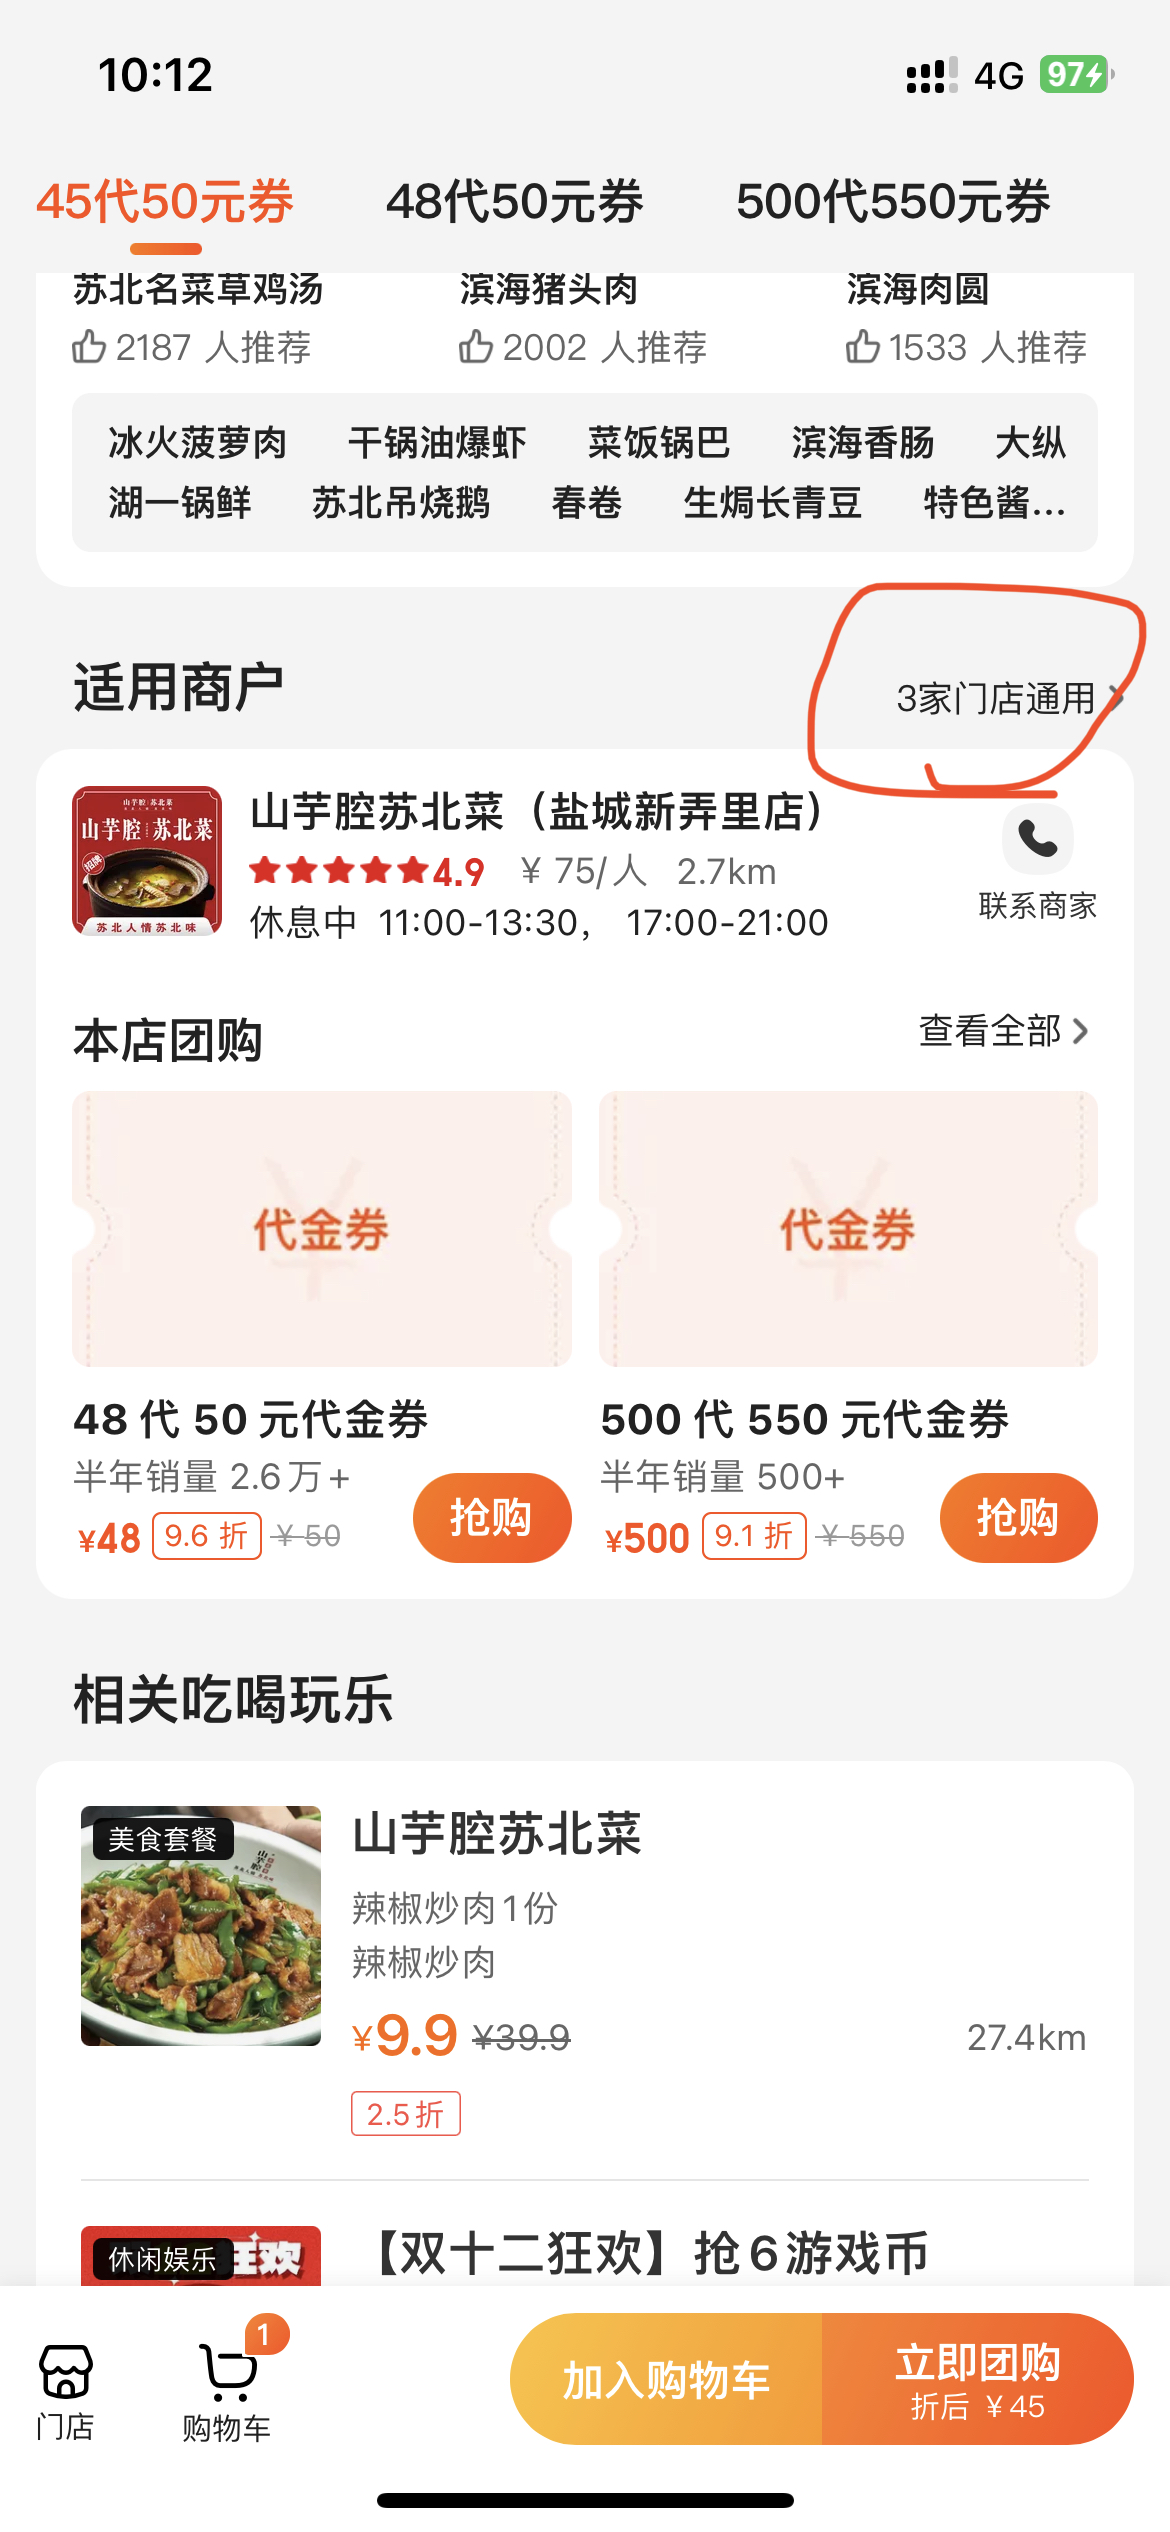 10:12
4G 97
45代50元券 48代50元券 500代550元券
苏北名菜草鸡汤 滨海猪头肉 滨海肉圆
2187 人推荐 2002 人推荐 1533 人推荐
冰火菠萝肉 干锅油爆虾 菜饭锅巴 滨海香肠 大纵
湖一锅鲜 苏北吊烧鹅 春卷 生焗长青豆 特色酱...
适用商户
3家门店通用
山芋腔 苏北菜
山芋腔 苏北菜
招牌
苏北人情苏北味
山芋腔苏北菜（盐城新弄里店）
4.9 ¥ 75/人 2.7km
休息中 11:00-13:30， 17:00-21:00
联系商家
本店团购
查看全部
代金券 代金券
48 代 50 元代金券
半年销量 2.6万+
¥48 9.6 折 ¥ 50
抢购
500 代 550 元代金券
半年销量 500+
¥500 9.1 折 ¥ 550
抢购
相关吃喝玩乐
美食套餐
山芋腔
山芋腔苏北菜
辣椒炒肉1份
辣椒炒肉
¥9.9 ¥39.9
27.4km
2.5折
休闲娱乐
狂欢
【双十二狂欢】抢6游戏币
门店
1
购物车
加入购物车
立即团购
折后 ¥45